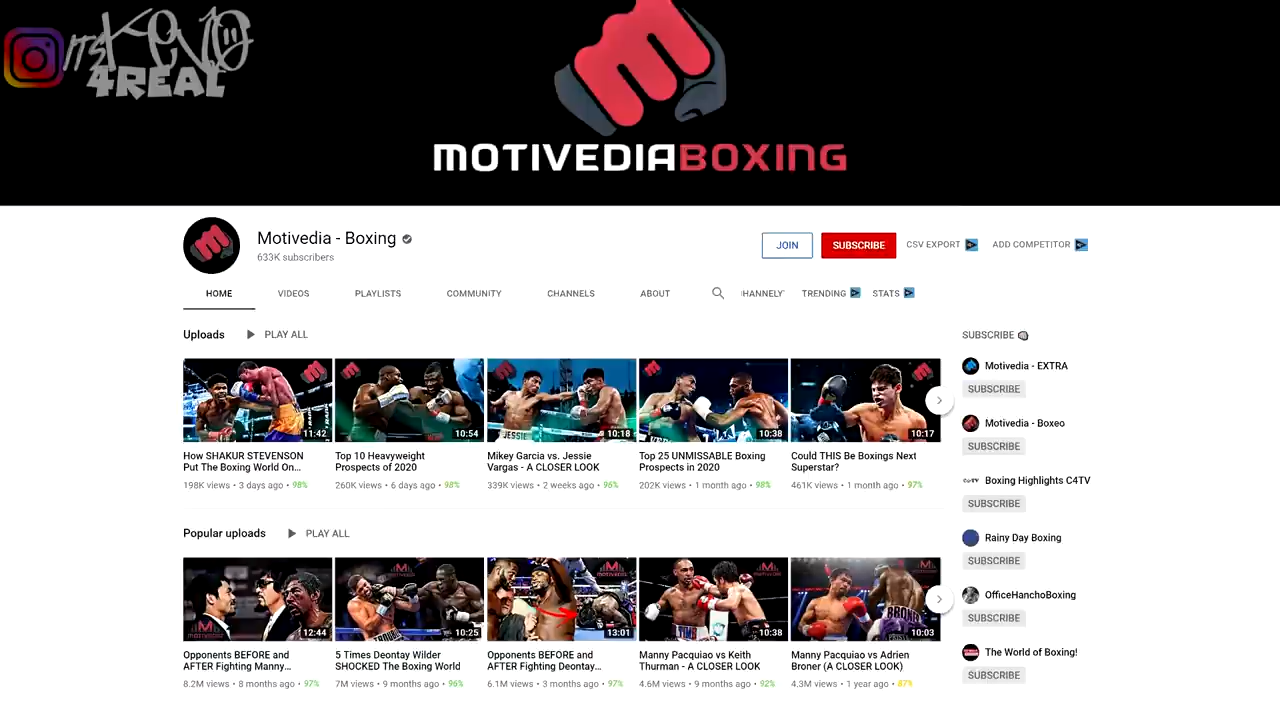 ITS KEVO
4REAL
MOTIVEDIABOXING
Motivedia - Boxing
633K subscribers
JOIN
SUBSCRIBE
CSV EXPORT
ADD COMPETITOR
HOME
VIDEOS
PLAYLISTS
COMMUNITY
CHANNELS
ABOUT
HANNELY
TRENDING
STATS
Uploads
PLAY ALL
11:42
10:54
JESSIE
10:18
10:38
10:17
How SHAKUR STEVENSON
Put The Boxing World On...
198K views • 3 days ago • 98%
Top 10 Heavyweight
Prospects of 2020
260K views • 6 days ago • 98%
Mikey Garcia vs. Jessie
Vargas - A CLOSER LOOK
339K views • 2 weeks ago • 96%
Top 25 UNMISSABLE Boxing
Prospects in 2020
202K views • 1 month ago • 98%
Could THIS Be Boxings Next
Superstar?
461K views • 1 month ago • 97%
Popular uploads
PLAY ALL
12:44
10:25
13:01
10:38
BRONE
10:03
Opponents BEFORE and
AFTER Fighting Manny...
8.2M views • 8 months ago • 97%
5 Times Deontay Wilder
SHOCKED The Boxing World
7M views • 9 months ago • 96%
Opponents BEFORE and
AFTER Fighting Deontay...
6.1M views • 3 months ago • 97%
Manny Pacquiao vs Keith
Thurman - A CLOSER LOOK
4.6M views • 9 months ago • 92%
Manny Pacquiao vs Adrien
Broner (A CLOSER LOOK)
4.3M views • 1 year ago • 87%
SUBSCRIBE
Motivedia - EXTRA
SUBSCRIBE
Motivedia - Boxeo
SUBSCRIBE
Boxing Highlights C4TV
SUBSCRIBE
Rainy Day Boxing
SUBSCRIBE
OfficeHanchoBoxing
SUBSCRIBE
The World of Boxing!
SUBSCRIBE